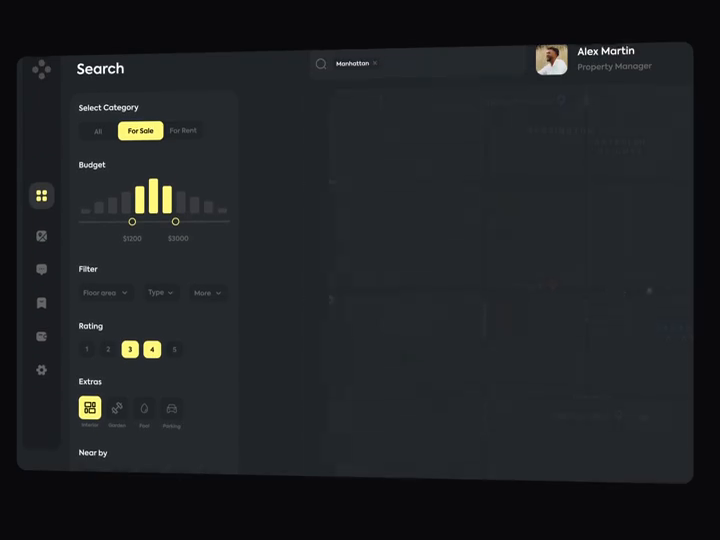 Search
Manhattan ×
Alex Martin
Property Manager
Select Category
All
For Sale
For Rent
Budget
$1200
$3000
Filter
Floor area
Type
More
Rating
1
2
3
4
5
Extras
Interior
Garden
Pool
Parking
Near by